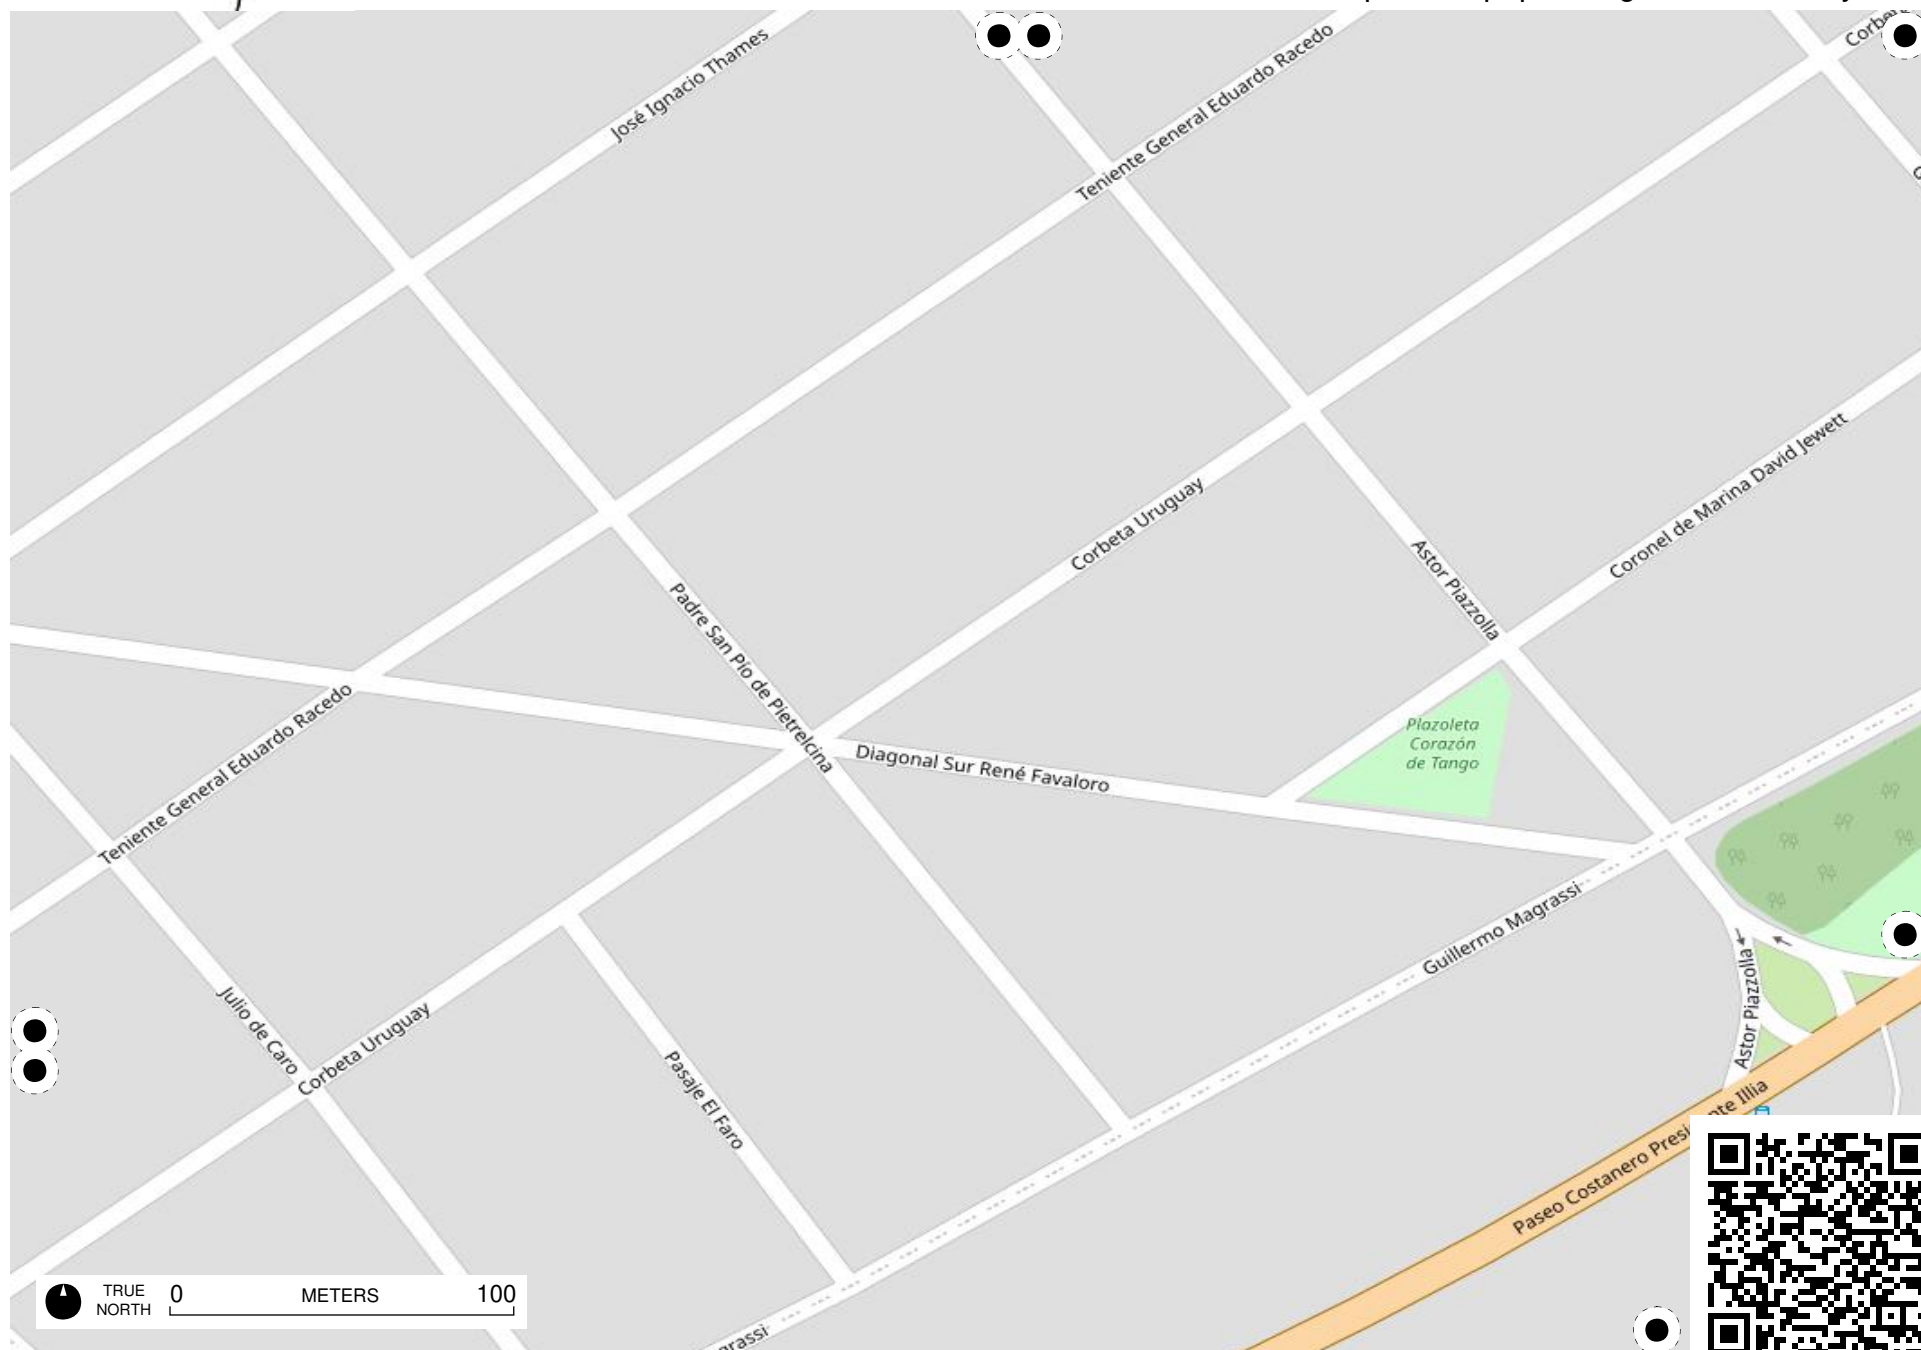 José Ignacio Thames
Teniente General Eduardo Racedo
Corbeta Uruguay
Coronel de Marina David Jewett
Astor Piazzolla
Padre San Pío de Pietrelcina
Plazoleta
Corazón
de Tango
Diagonal Sur René Favaloro
Teniente General Eduardo Racedo
Guillermo Magrassi
Julio de Caro
Corbeta Uruguay
Astor Piazzolla
Pasaje El Faro
Paseo Costanero
Illia
TRUE
NORTH
0 METERS 100